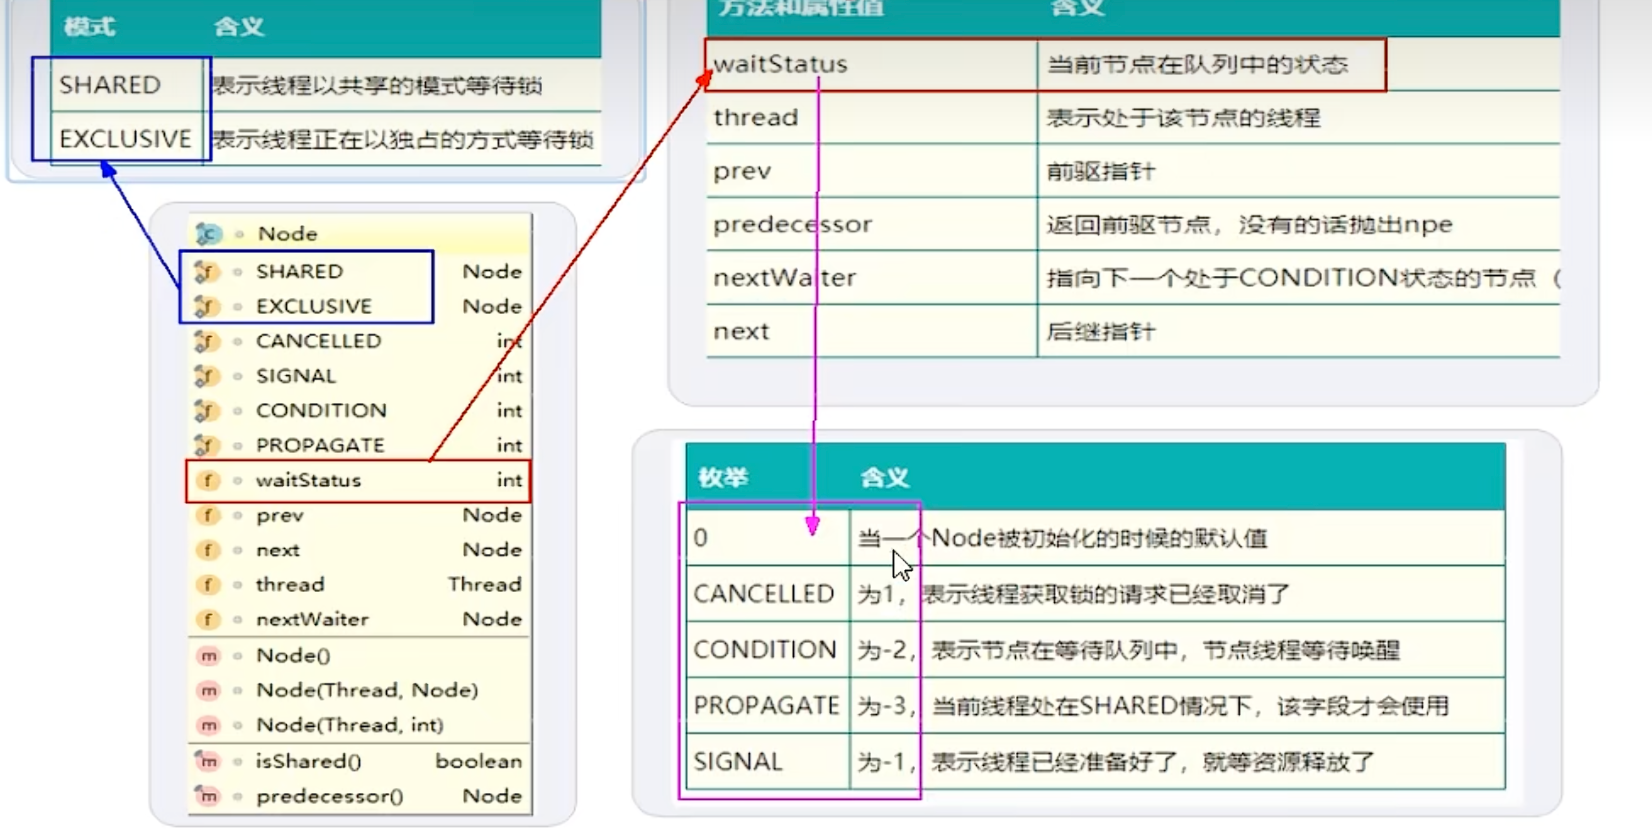 模式 含义
SHARED 表示线程以共享的模式等待锁
EXCLUSIVE 表示线程正在以独占的方式等待锁
方法和属性值 含义
waitStatus 当前节点在队列中的状态
thread 表示处于该节点的线程
prev 前驱指针
predecessor 返回前驱节点，没有的话抛出npe
nextWaiter 指向下一个处于CONDITION状态的节点（
next 后继指针
Node
SHARED Node
EXCLUSIVE Node
CANCELLED int
SIGNAL int
CONDITION int
PROPAGATE int
waitStatus int
prev Node
next Node
thread Thread
nextWaiter Node
Node()
Node(Thread, Node)
Node(Thread, int)
isShared() boolean
predecessor() Node
枚举 含义
0 当一个Node被初始化的时候的默认值
CANCELLED 为1，表示线程获取锁的请求已经取消了
CONDITION 为-2，表示节点在等待队列中，节点线程等待唤醒
PROPAGATE 为-3，当前线程处在SHARED情况下，该字段才会使用
SIGNAL 为-1，表示线程已经准备好了，就等资源释放了